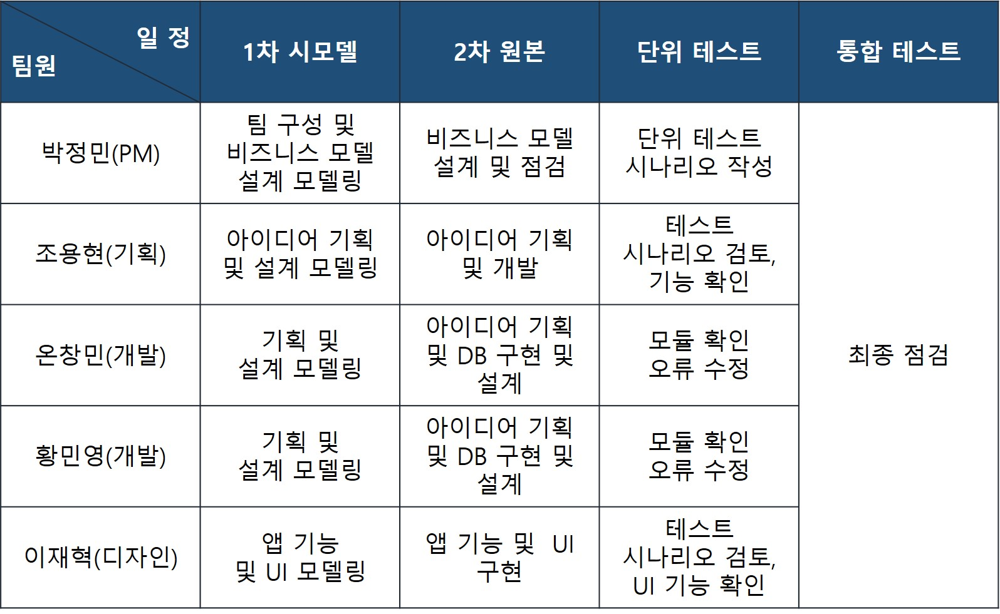 일 정
팀원
1차 시모델
2차 원본
단위 테스트
통합 테스트
박정민(PM)
팀 구성 및
비즈니스 모델
설계 모델링
비즈니스 모델
설계 및 점검
단위 테스트
시나리오 작성
조용현(기획)
아이디어 기획
및 설계 모델링
아이디어 기획
및 개발
테스트
시나리오 검토,
기능 확인
온창민(개발)
기획 및
설계 모델링
아이디어 기획
및 DB 구현 및
설계
모듈 확인
오류 수정
최종 점검
황민영(개발)
기획 및
설계 모델링
아이디어 기획
및 DB 구현 및
설계
모듈 확인
오류 수정
이재혁(디자인)
앱 기능
및 UI 모델링
앱 기능 및 UI
구현
테스트
시나리오 검토,
UI 기능 확인